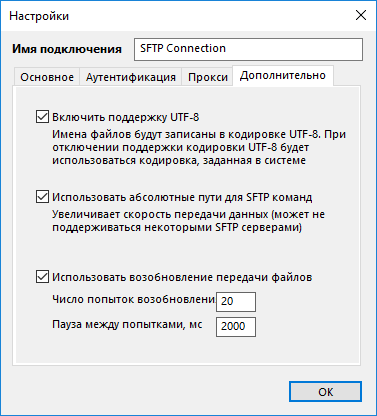 Настройки
Имя подключения SFTP Connection
Основное Аутентификация Прокси Дополнительно
Включить поддержку UTF-8
Имена файлов будут записаны в кодировке UTF-8. При
отключении поддержки кодировки UTF-8 будет
использоваться кодировка, заданная в системе
Использовать абсолютные пути для SFTP команд
Увеличивает скорость передачи данных (может не
поддерживаться некоторыми SFTP серверами)
Использовать возобновление передачи файлов
Число попыток возобновлени 20
Пауза между попытками, мс 2000
ОК